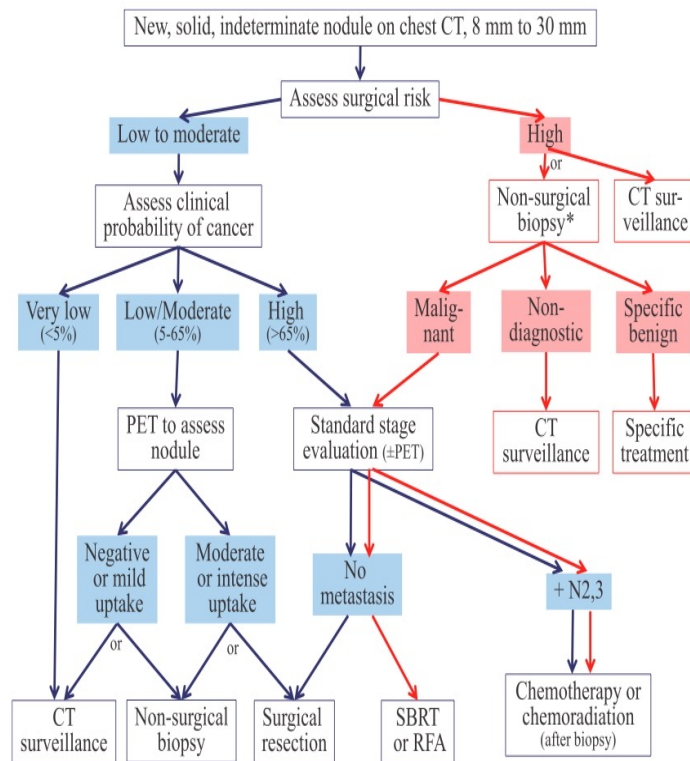 New, solid, indeterminate nodule on chest CT, 8 mm to 30 mm
Assess surgical risk
Low to moderate
High
or
Assess clinical
probability of cancer
Non-surgical
biopsy*
CT sur-
veillance
Very low
(<5%)
Low/Moderate
(5-65%)
High
(>65%)
Malig-
nant
Non-
diagnostic
Specific
benign
PET to assess
nodule
Standard stage
evaluation (±PET)
CT
surveillance
Specific
treatment
Negative
or mild
uptake
Moderate
or intense
uptake
No
metastasis
+ N2,3
or
or
CT
surveillance
Non-surgical
biopsy
Surgical
resection
SBRT
or RFA
Chemotherapy or
chemoradiation
(after biopsy)